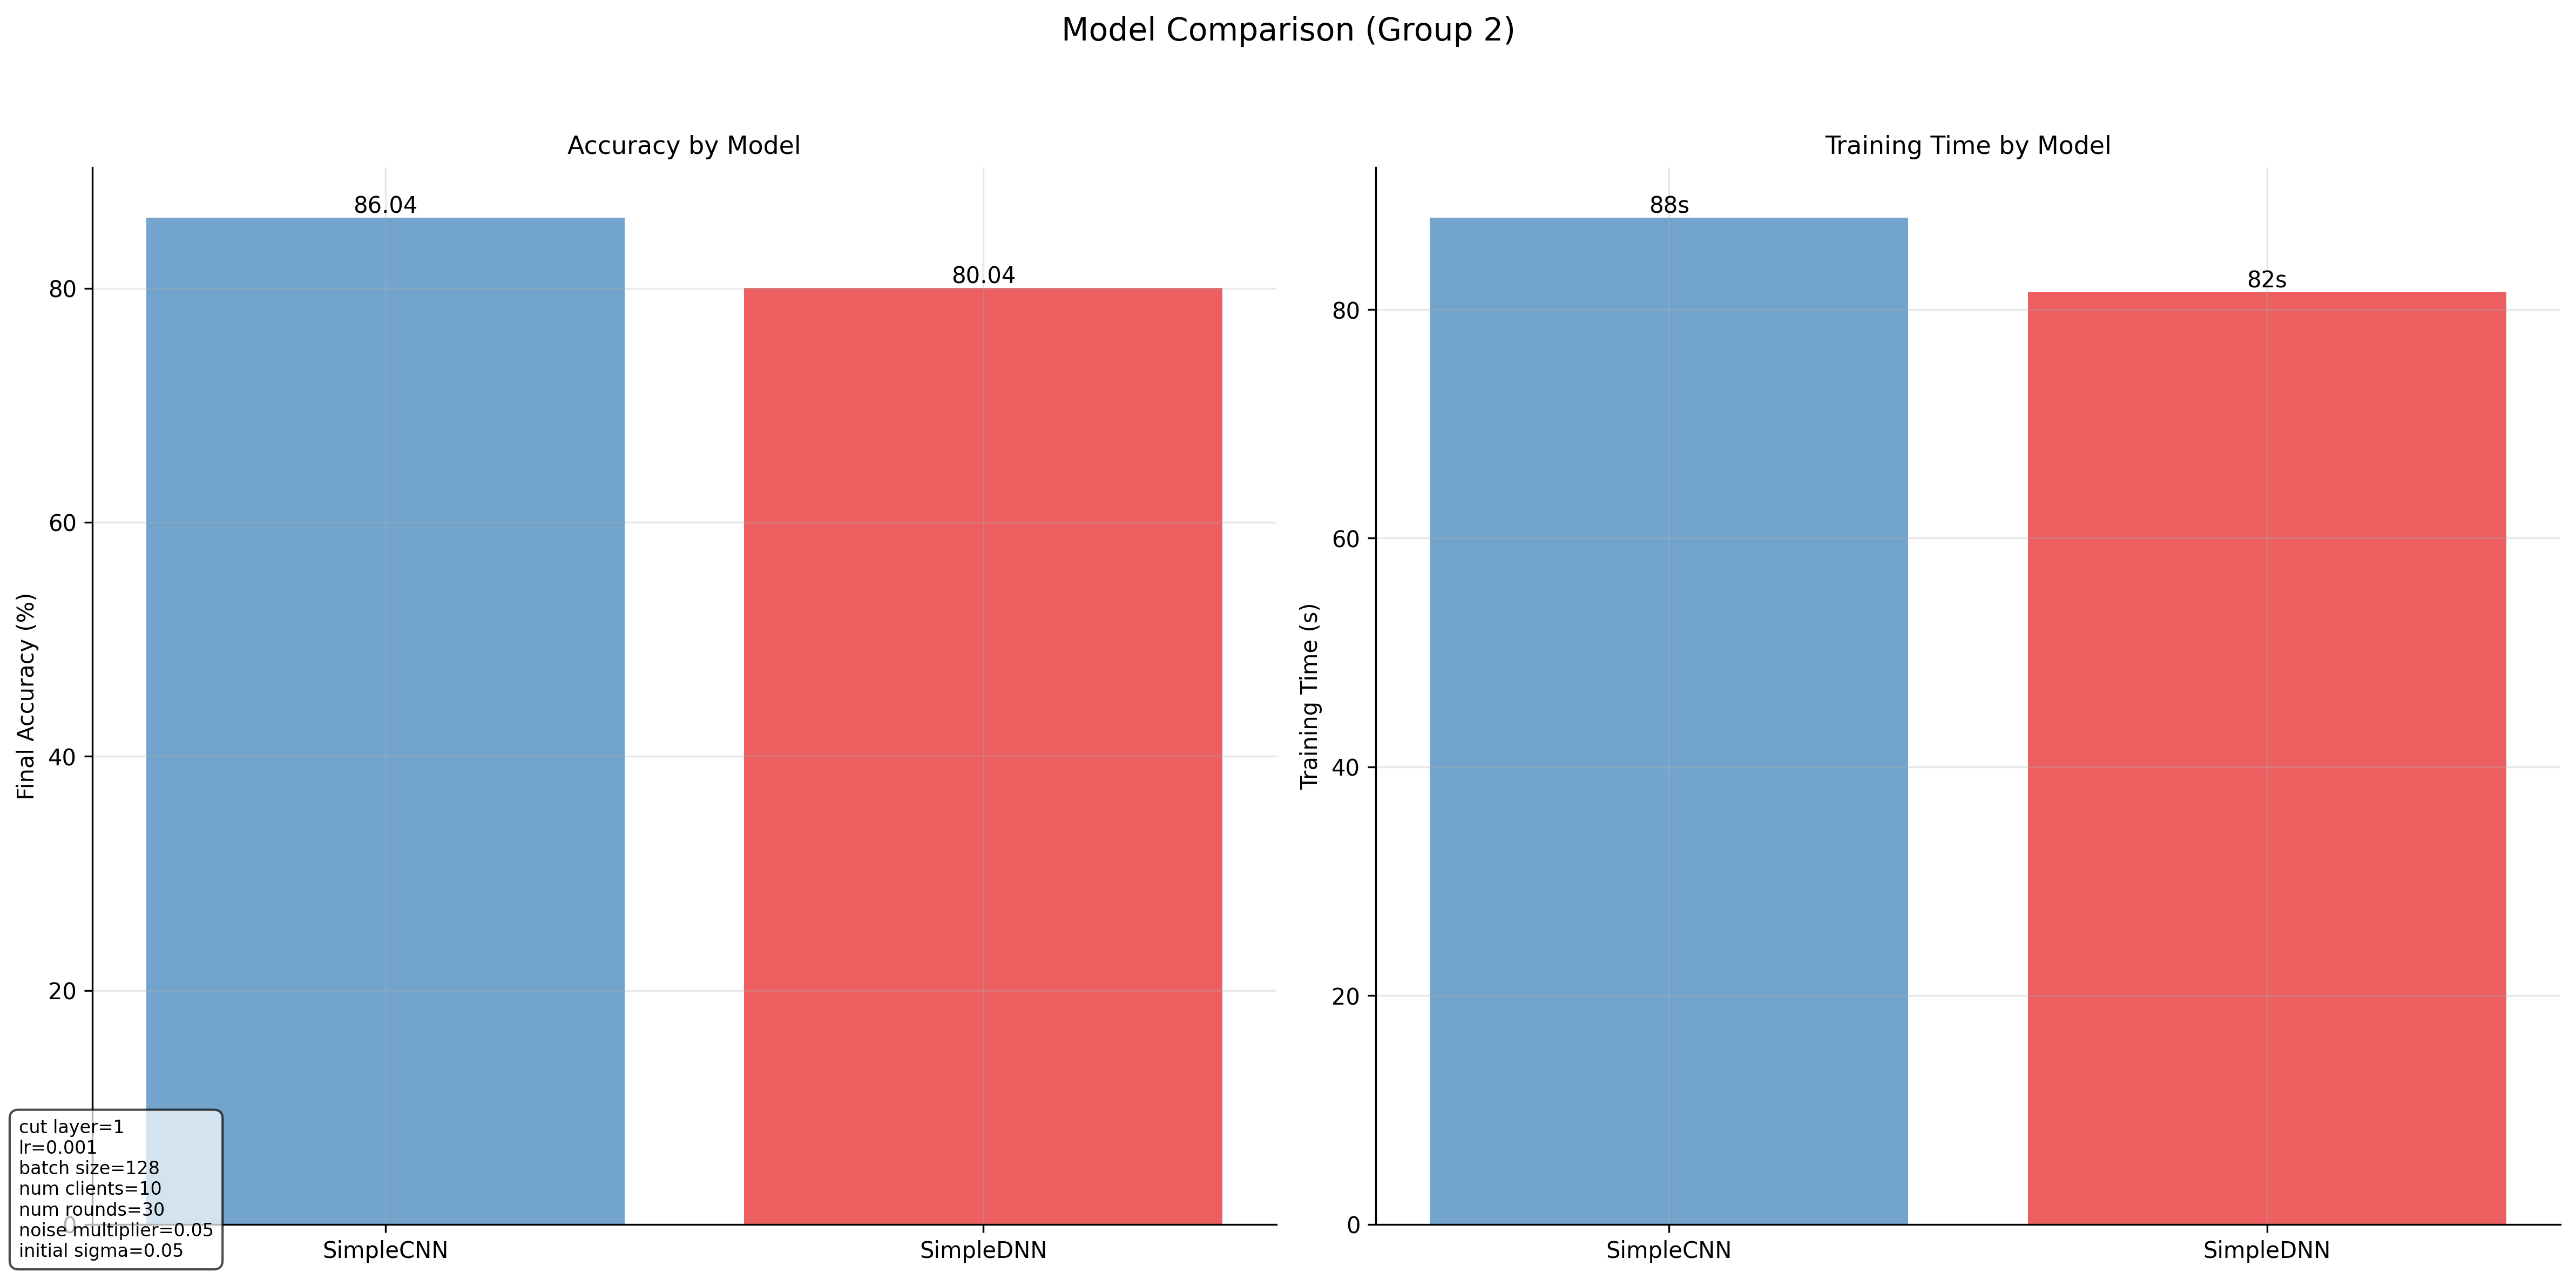 Model Comparison (Group 2)
Accuracy by Model
Final Accuracy (%)
80
60
40
20
0
86.04
80.04
SimpleCNN
SimpleDNN
cut layer=1
lr=0.001
batch size=128
num clients=10
num rounds=30
noise multiplier=0.05
initial sigma=0.05
Training Time by Model
Training Time (s)
80
60
40
20
0
88s
82s
SimpleCNN
SimpleDNN